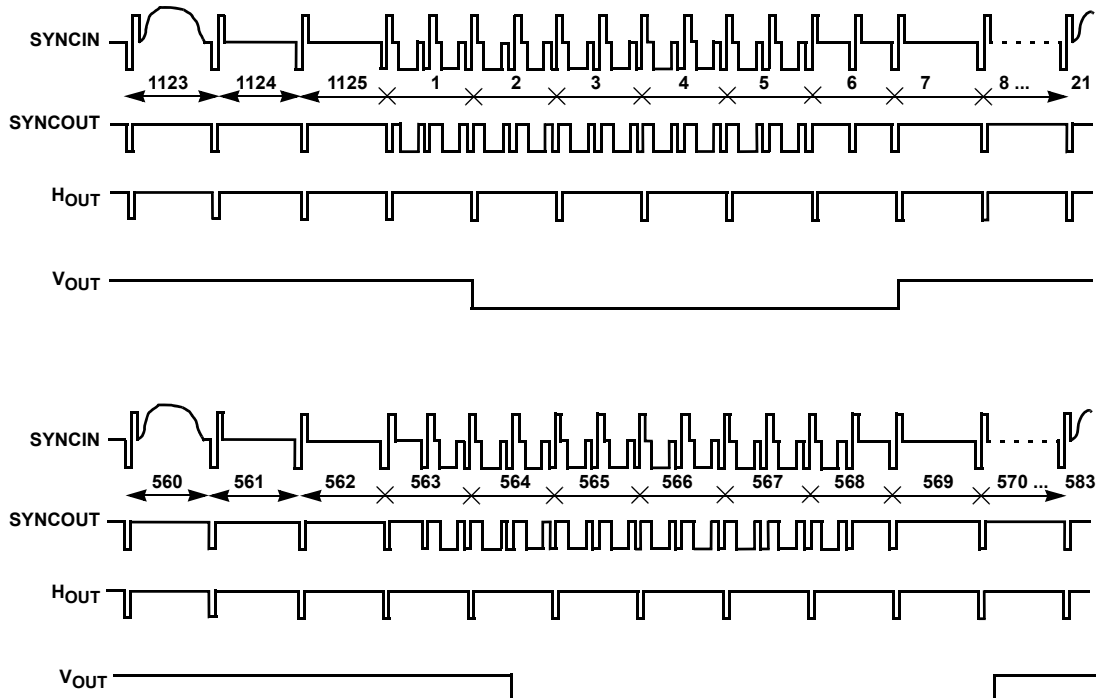 SYNCIN
1123 1124 1125 1 2 3 4 5 6 7 8 ... 21
SYNCOUT
HOUT
VOUT
SYNCIN
560 561 562 563 564 565 566 567 568 569 570 ... 583
SYNCOUT
HOUT
VOUT